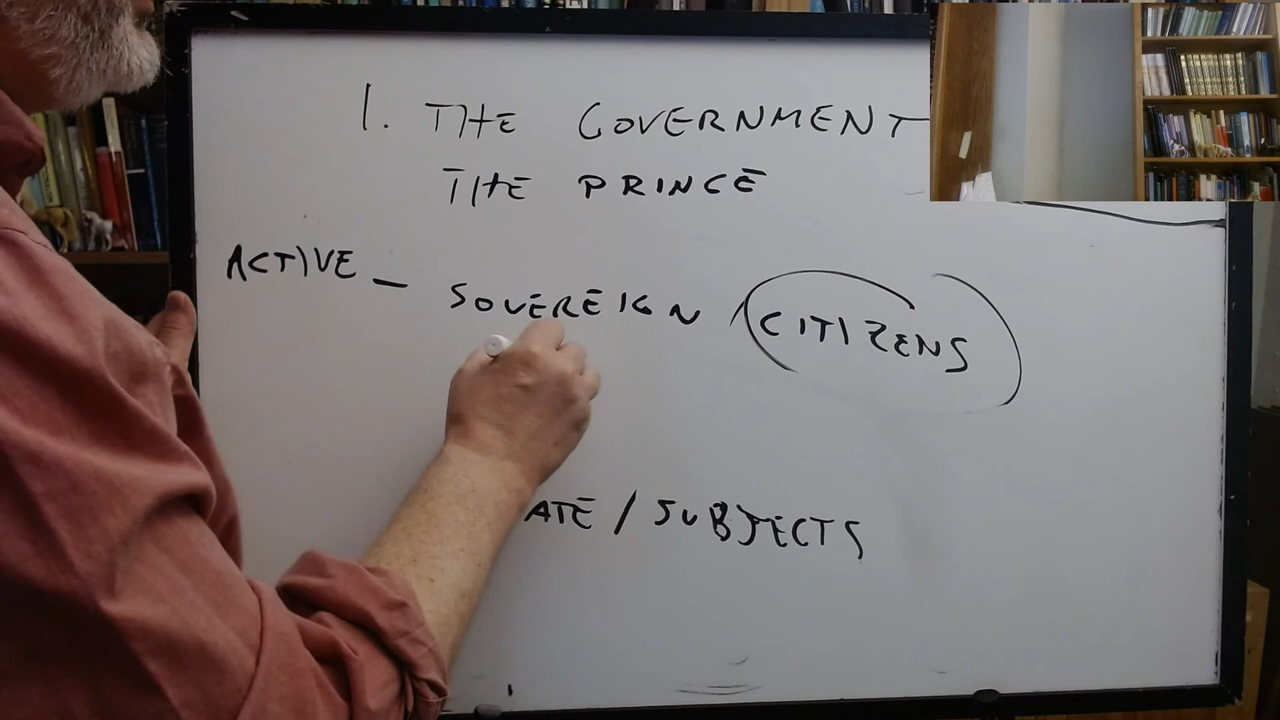 1. THE GOVERNMENT
THE PRINCE
ACTIVE – SOVEREIGN / CITIZENS
ATE / SUBJECTS